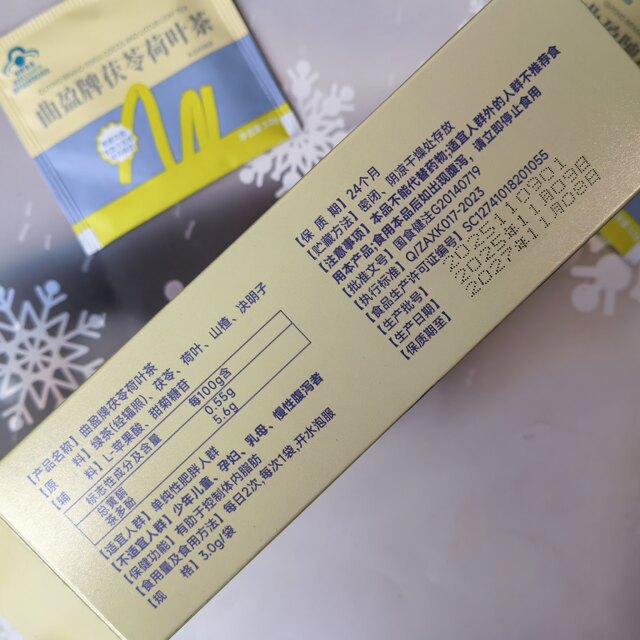 曲盈牌茯苓荷叶茶
【产品名称】曲盈牌茯苓荷叶茶
【原 料】绿茶(经辐照)、茯苓、荷叶、山楂、决明子
【辅 料】L-苹果酸、甜菊糖苷
标志性成分及含量 每100g含
总黄酮 0.55g
茶多酚 5.6g
【适宜人群】单纯性肥胖人群
【不适宜人群】少年儿童、孕妇、乳母、慢性腹泻者
【保健功能】有助于控制体内脂肪
【食用量及食用方法】每日2次,每次1袋,开水泡服
【规 格】3.0g/袋
【保 质 期】24个月
【贮藏方法】密闭、阴凉干燥处存放
【注意事项】本品不能代替药物;适宜人群外的人群不推荐食
用本产品;食用本品后如出现腹泻,请立即停止食用
【批准文号】国食健注G20140719
【执行标准】Q/ZAJKK017-2023
【食品生产许可证编号】SC12741018201055
【生产批号】2025110901
【生产日期】2025年11月09日
【保质期至】2027年11月08日